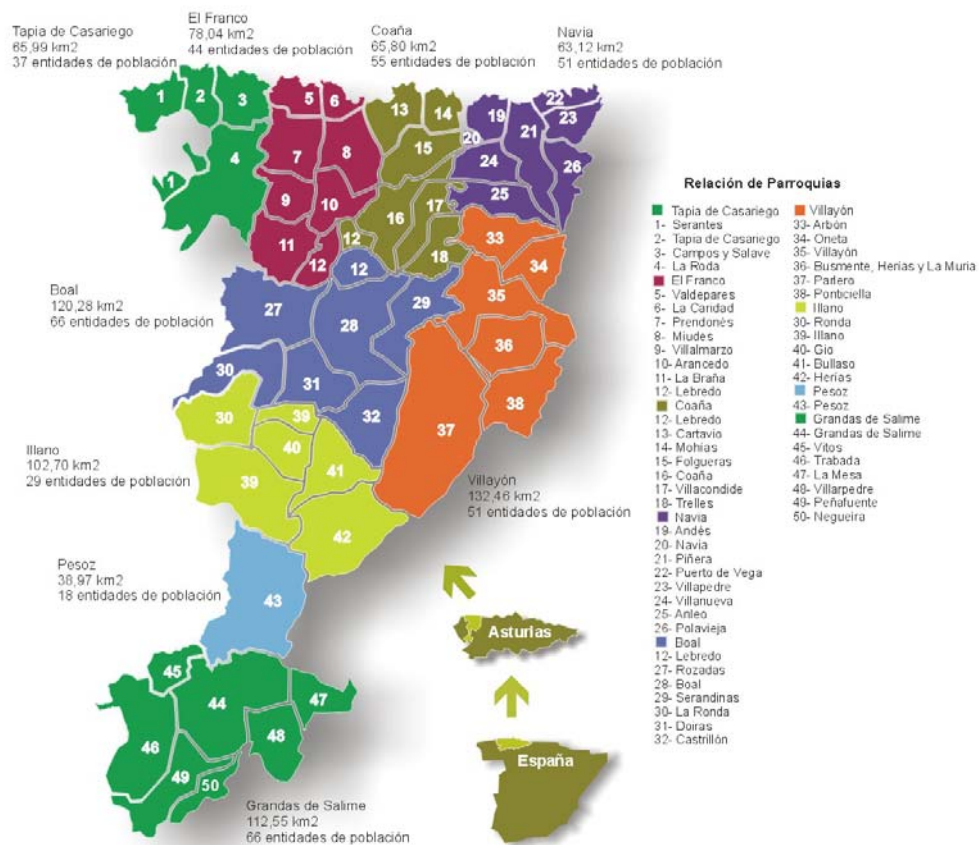 Tapia de Casariego
65,99 km2
37 entidades de población
El Franco
78,04 km2
44 entidades de población
Coaña
65,80 km2
55 entidades de población
Navia
63,12 km2
51 entidades de población
1
2
3
4
1
5
6
7
8
9
10
11
12
13
14
15
16
17
18
12
19
20
21
22
23
24
25
26
Boal
120,28 km2
66 entidades de población
12
27
28
29
30
31
32
33
34
35
36
37
38
Illano
102,70 km2
29 entidades de población
30
39
40
41
39
42
Villayón
132,46 km2
51 entidades de población
Pesoz
38,97 km2
18 entidades de población
43
45
44
47
46
48
49
50
Grandas de Salime
112,55 km2
66 entidades de población
Asturias
España
Relación de Parroquias
Tapia de Casariego
1- Serantes
2- Tapia de Casariego
3- Campos y Salave
4- La Roda
El Franco
5- Valdepares
6- La Caridad
7- Prendonés
8- Miudes
9- Villalmarzo
10- Arancedo
11- La Braña
12- Lebredo
Coaña
12- Lebredo
13- Cartavio
14- Mohías
15- Folgueras
16- Coaña
17- Villacondide
18- Trelles
Navia
19- Andés
20- Navia
21- Piñera
22- Puerto de Vega
23- Villapedre
24- Villanueva
25- Anleo
26- Polavieja
Boal
12- Lebredo
27- Rozadas
28- Boal
29- Serandinas
30- La Ronda
31- Doiras
32- Castrillón
Villayón
33- Arbón
34- Oneta
35- Villayón
36- Busmente, Herías y La Muria
37- Parlero
38- Ponticiella
Illano
30- Ronda
39- Illano
40- Gio
41- Bullaso
42- Herías
Pesoz
43- Pesoz
Grandas de Salime
44- Grandas de Salime
45- Vitos
46- Trabada
47- La Mesa
48- Villarpedre
49- Peñafuente
50- Negueira